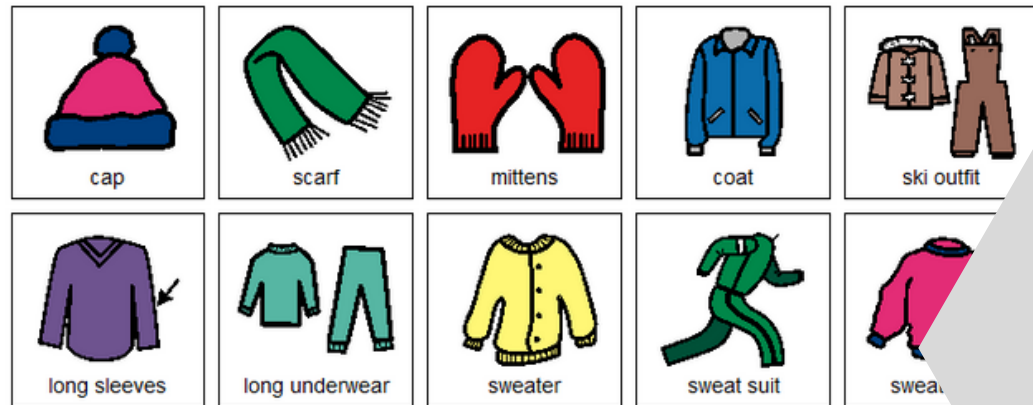 cap
scarf
mittens
coat
ski outfit
long sleeves
long underwear
sweater
sweat suit